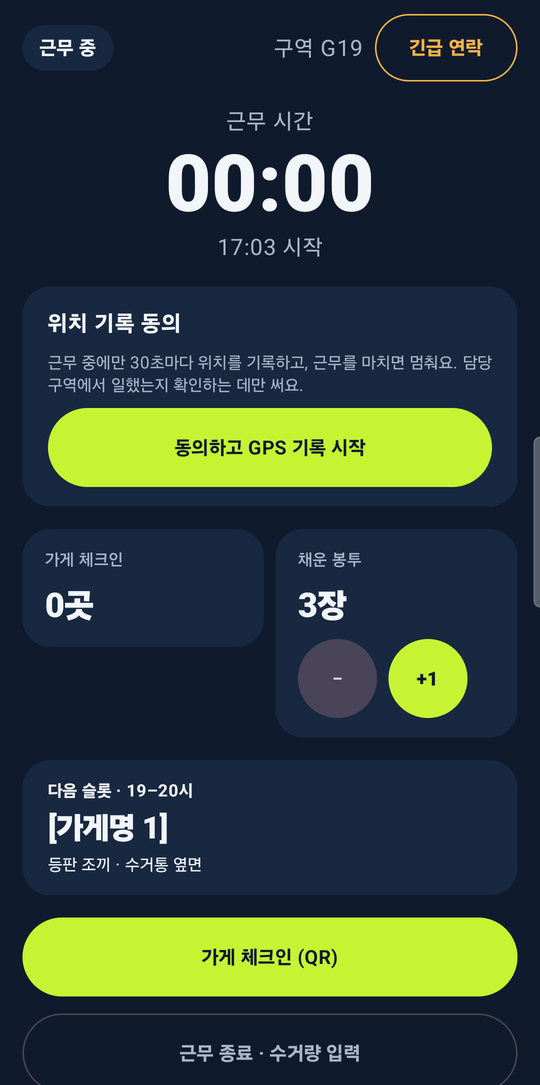 근무 중
구역 G19
긴급 연락
근무 시간
00:00
17:03 시작
위치 기록 동의
근무 중에만 30초마다 위치를 기록하고, 근무를 마치면 멈춰요. 담당
구역에서 일했는지 확인하는 데만 써요.
동의하고 GPS 기록 시작
가게 체크인
0곳
채운 봉투
3장
−
+1
다음 슬롯 · 19–20시
[가게명 1]
등판 조끼 · 수거통 옆면
가게 체크인 (QR)
근무 종료 · 수거량 입력